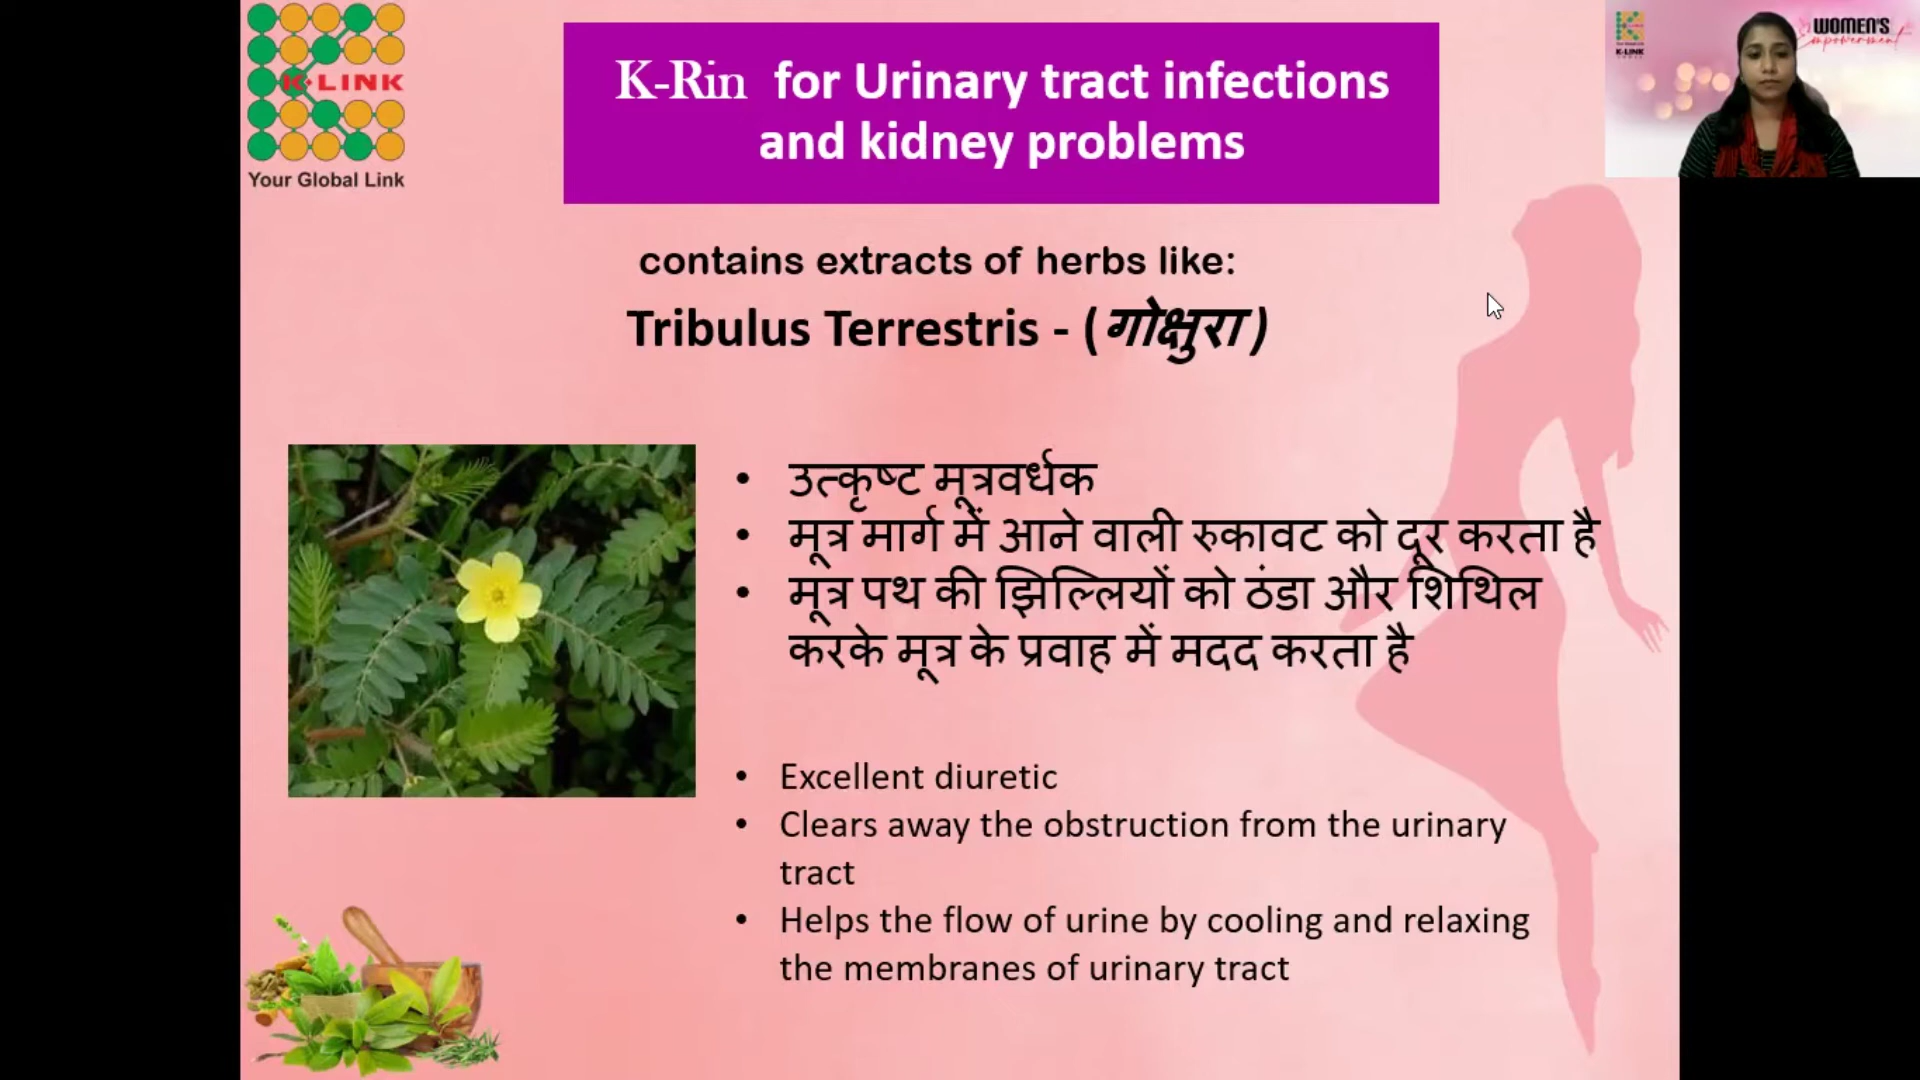 K-LINK
Your Global Link
K-Rin for Urinary tract infections
and kidney problems
K-LINK
WOMEN'S
Empowerment
contains extracts of herbs like:
Tribulus Terrestris - (गोक्षुरा)
• उत्कृष्ट मूत्रवर्धक
• मूत्र मार्ग में आने वाली रुकावट को दूर करता है
• मूत्र पथ की झिल्लियों को ठंडा और शिथिल
करके मूत्र के प्रवाह में मदद करता है
• Excellent diuretic
• Clears away the obstruction from the urinary
tract
• Helps the flow of urine by cooling and relaxing
the membranes of urinary tract